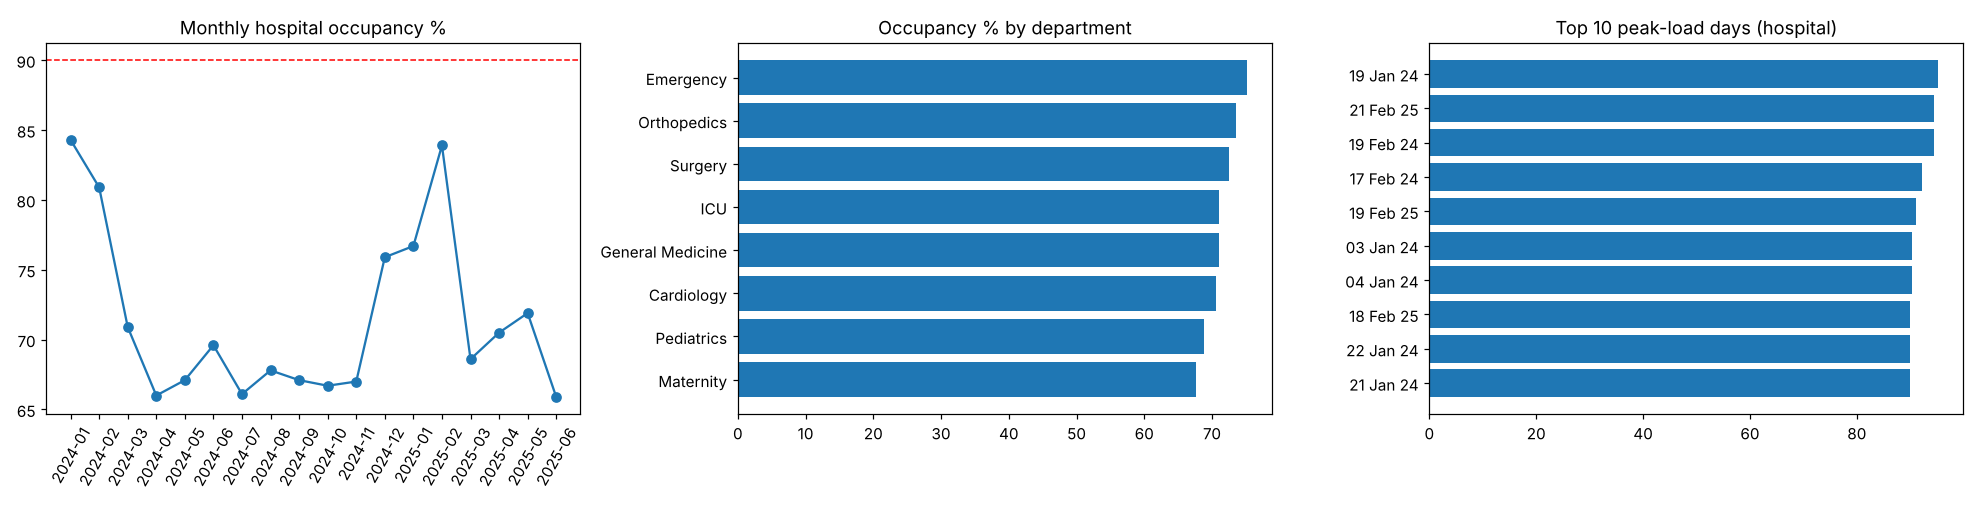 Monthly hospital occupancy %
90
85
80
75
70
65
2024-01
2024-02
2024-03
2024-04
2024-05
2024-06
2024-07
2024-08
2024-09
2024-10
2024-11
2024-12
2025-01
2025-02
2025-03
2025-04
2025-05
2025-06
Occupancy % by department
Emergency
Orthopedics
Surgery
ICU
General Medicine
Cardiology
Pediatrics
Maternity
0
10
20
30
40
50
60
70
Top 10 peak-load days (hospital)
19 Jan 24
21 Feb 25
19 Feb 24
17 Feb 24
19 Feb 25
03 Jan 24
04 Jan 24
18 Feb 25
22 Jan 24
21 Jan 24
0
20
40
60
80